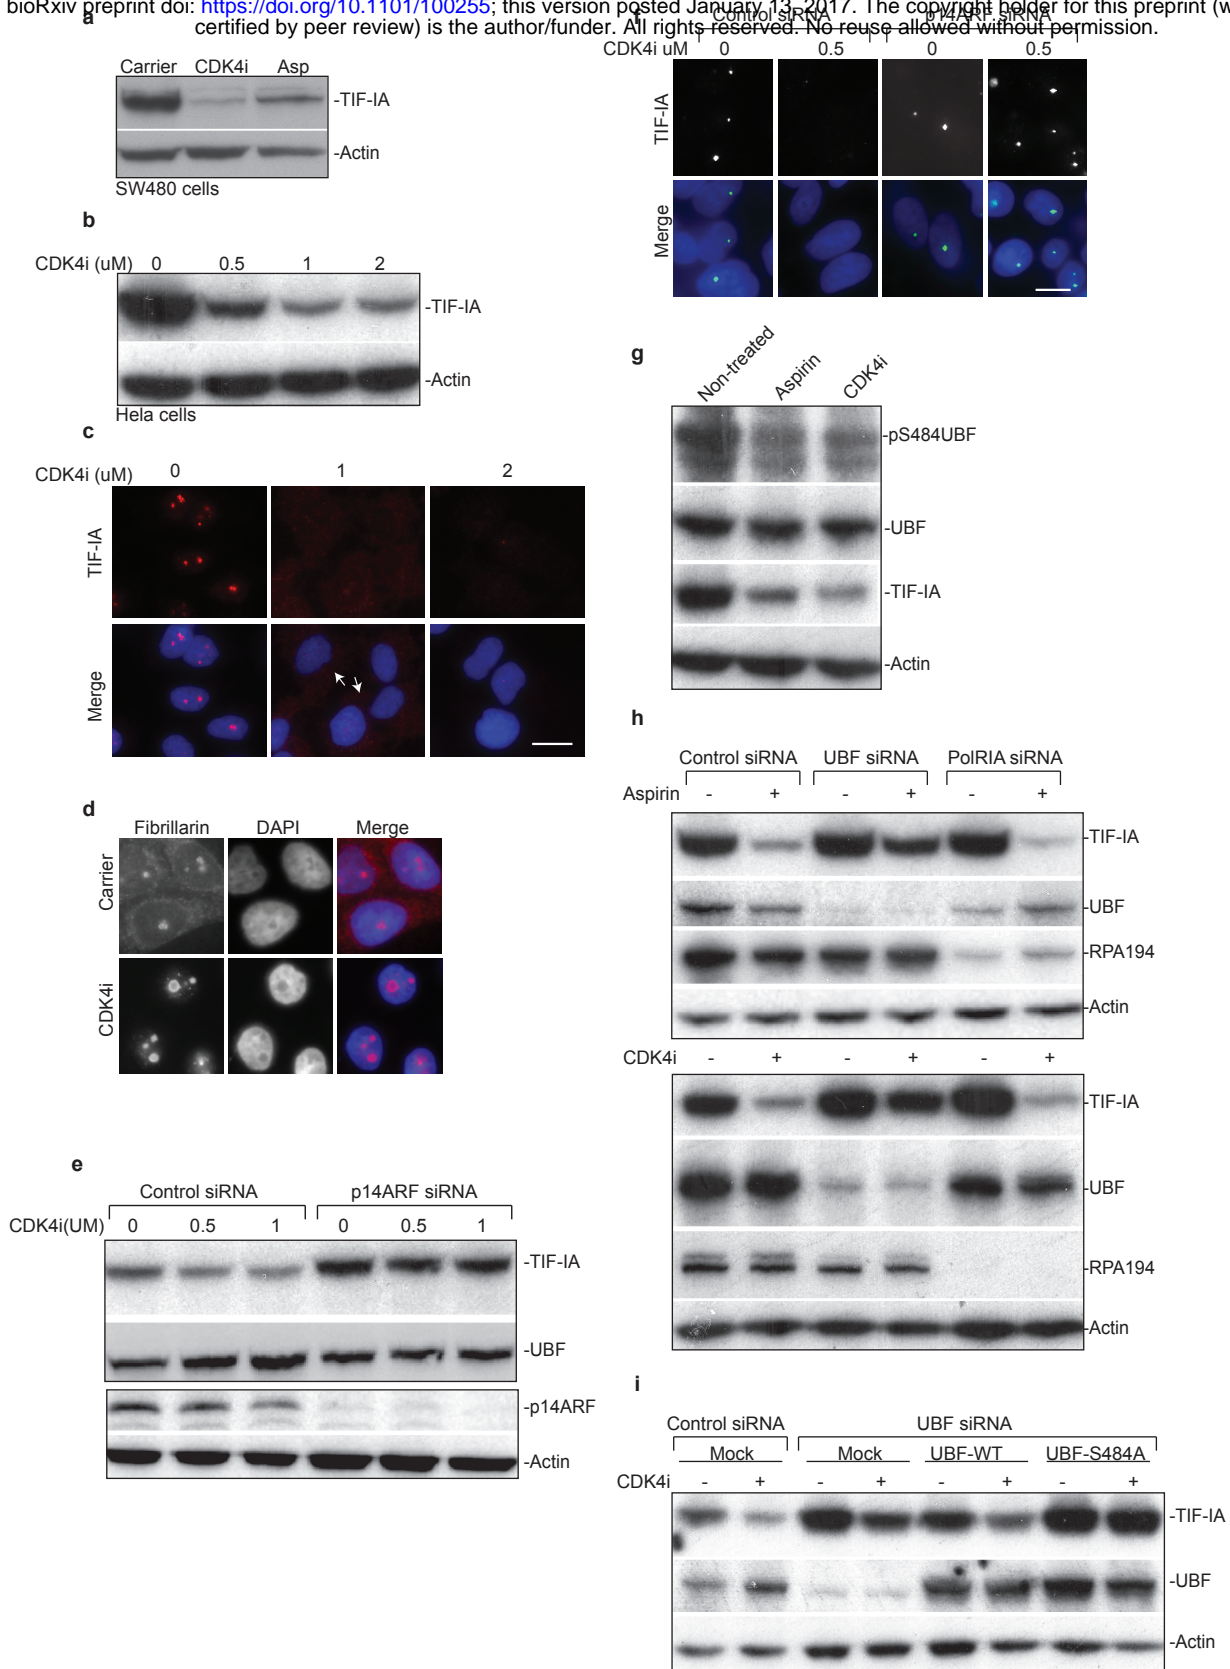 bioRxiv preprint doi: https://doi.org/10.1101/100255; this version posted January 13, 2017. The copyright holder for this preprint (w
certified by peer review) is the author/funder. All rights reserved. No reuse allowed without permission.
a
Carrier CDK4i Asp
-TIF-IA
-Actin
SW480 cells
b
CDK4i (uM) 0 0.5 1 2
-TIF-IA
-Actin
Hela cells
c
CDK4i (uM) 0 1 2
TIF-IA
Merge
d
Fibrillarin DAPI Merge
Carrier
CDK4i
e
Control siRNA p14ARF siRNA
CDK4i(UM) 0 0.5 1 0 0.5 1
-TIF-IA
-UBF
-p14ARF
-Actin
f
Control siRNA p14ARF siRNA
CDK4i uM 0 0.5 0 0.5
TIF-IA
Merge
g
Non-treated Aspirin CDK4i
-pS484UBF
-UBF
-TIF-IA
-Actin
h
Control siRNA UBF siRNA PolRIA siRNA
Aspirin - + - + - +
-TIF-IA
-UBF
-RPA194
-Actin
CDK4i - + - + - +
-TIF-IA
-UBF
-RPA194
-Actin
i
Control siRNA UBF siRNA
Mock Mock UBF-WT UBF-S484A
CDK4i - + - + - + - +
-TIF-IA
-UBF
-Actin